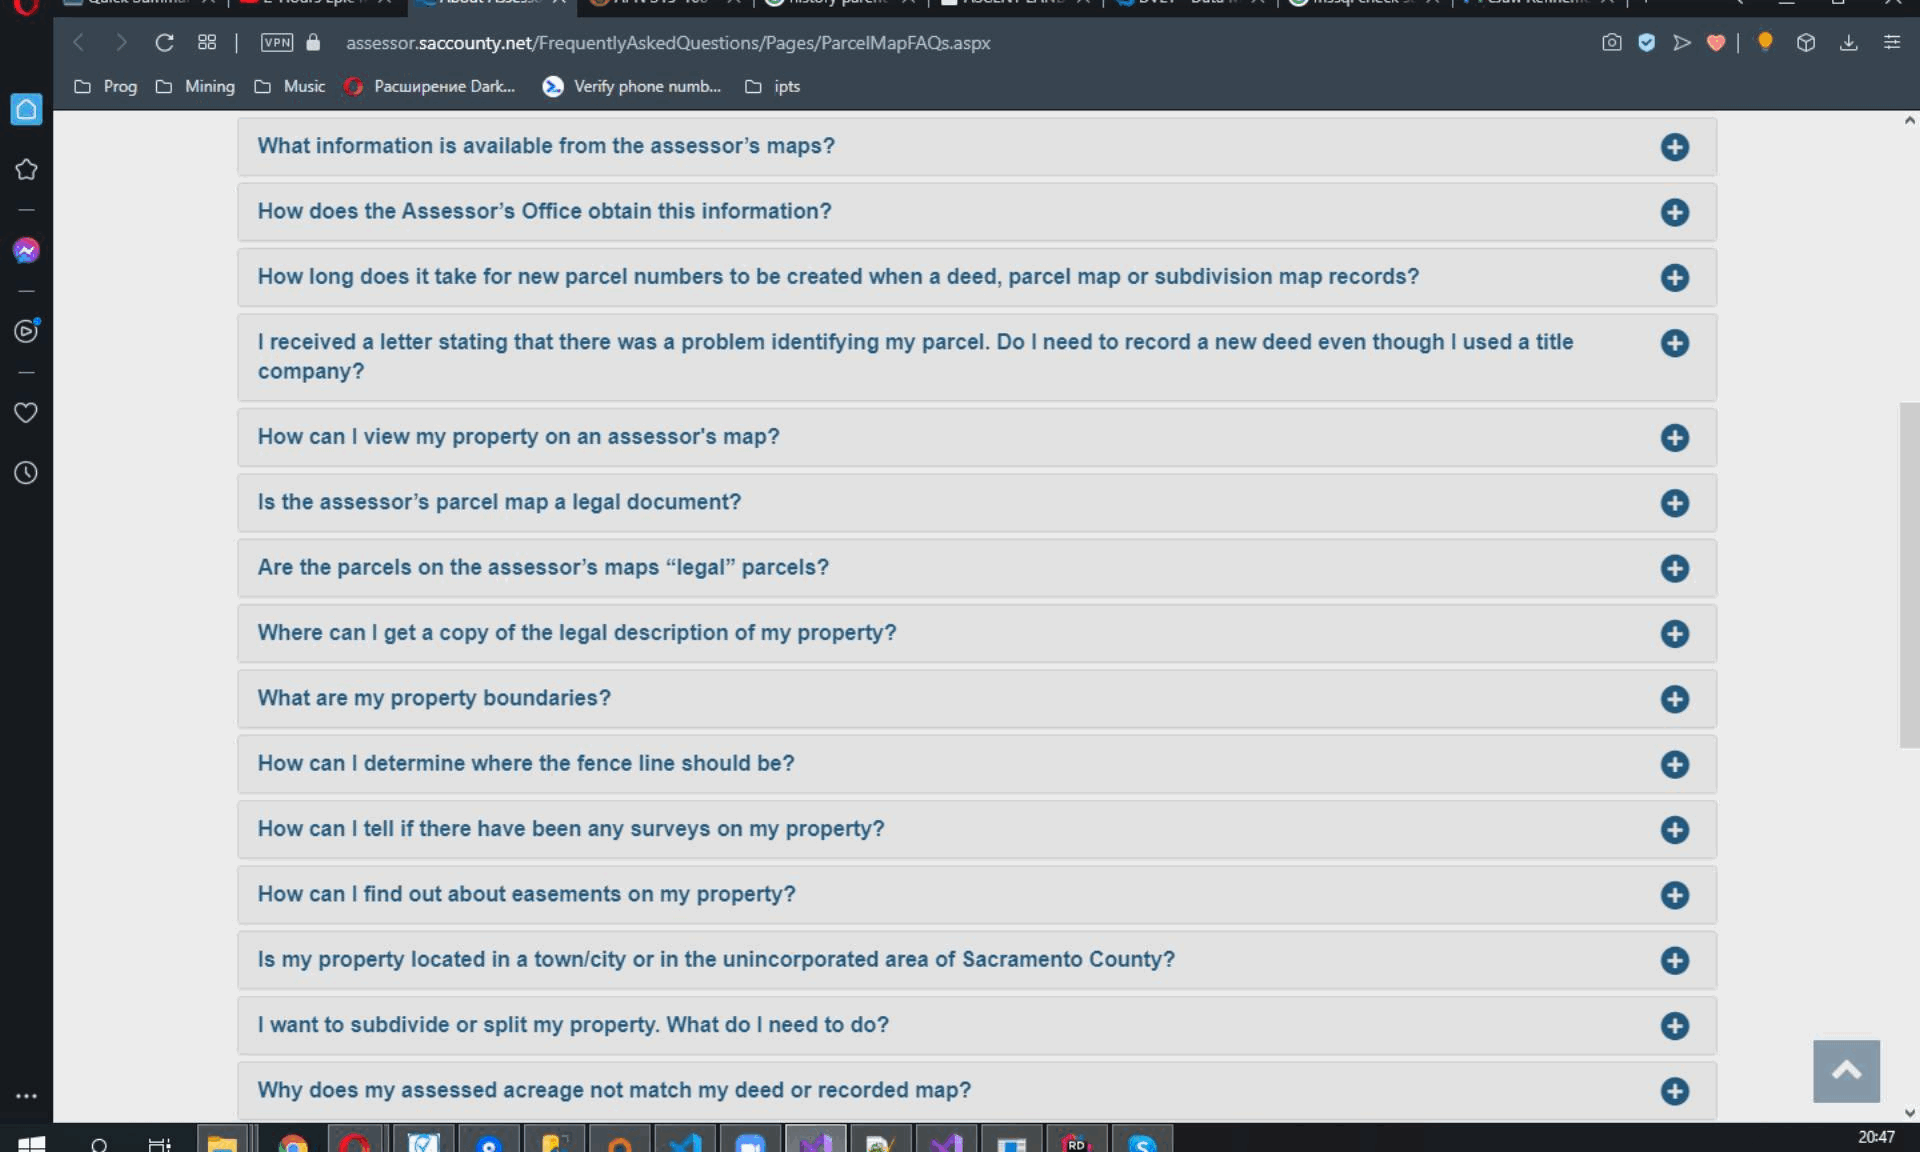 VPN
assessor.saccounty.net/FrequentlyAskedQuestions/Pages/ParcelMapFAQs.aspx
Prog
Mining
Music
Расширение Dark...
Verify phone numb...
ipts
What information is available from the assessor’s maps?
How does the Assessor’s Office obtain this information?
How long does it take for new parcel numbers to be created when a deed, parcel map or subdivision map records?
I received a letter stating that there was a problem identifying my parcel. Do I need to record a new deed even though I used a title
company?
How can I view my property on an assessor's map?
Is the assessor’s parcel map a legal document?
Are the parcels on the assessor’s maps “legal” parcels?
Where can I get a copy of the legal description of my property?
What are my property boundaries?
How can I determine where the fence line should be?
How can I tell if there have been any surveys on my property?
How can I find out about easements on my property?
Is my property located in a town/city or in the unincorporated area of Sacramento County?
I want to subdivide or split my property. What do I need to do?
Why does my assessed acreage not match my deed or recorded map?
RD
20:47